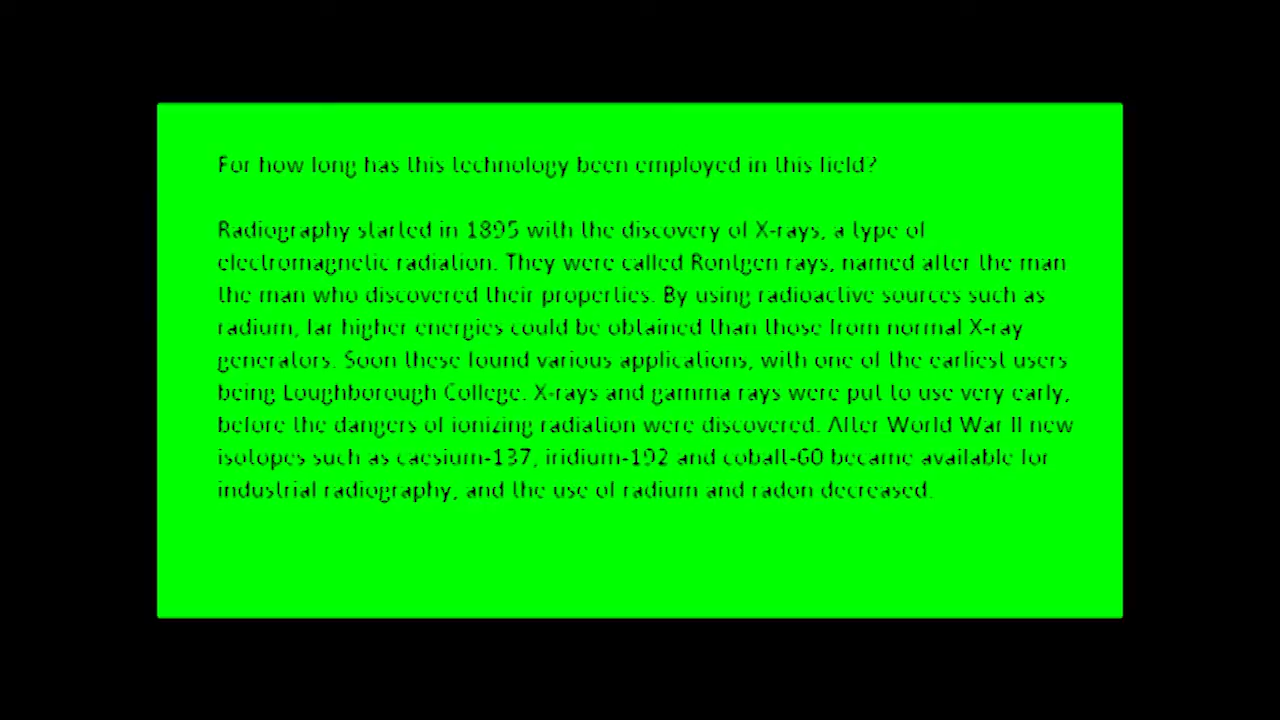 For how long has this technology been employed in this field?
Radiography started in 1895 with the discovery of X-rays, a type of
electromagnetic radiation. They were called Rontgen rays, named after the man
the man who discovered their properties. By using radioactive sources such as
radium, far higher energies could be obtained than those from normal X-ray
generators. Soon these found various applications, with one of the earliest users
being Loughborough College. X-rays and gamma rays were put to use very early,
before the dangers of ionizing radiation were discovered. After World War II new
isotopes such as caesium-137, iridium-192 and cobalt-60 became available for
industrial radiography, and the use of radium and radon decreased.